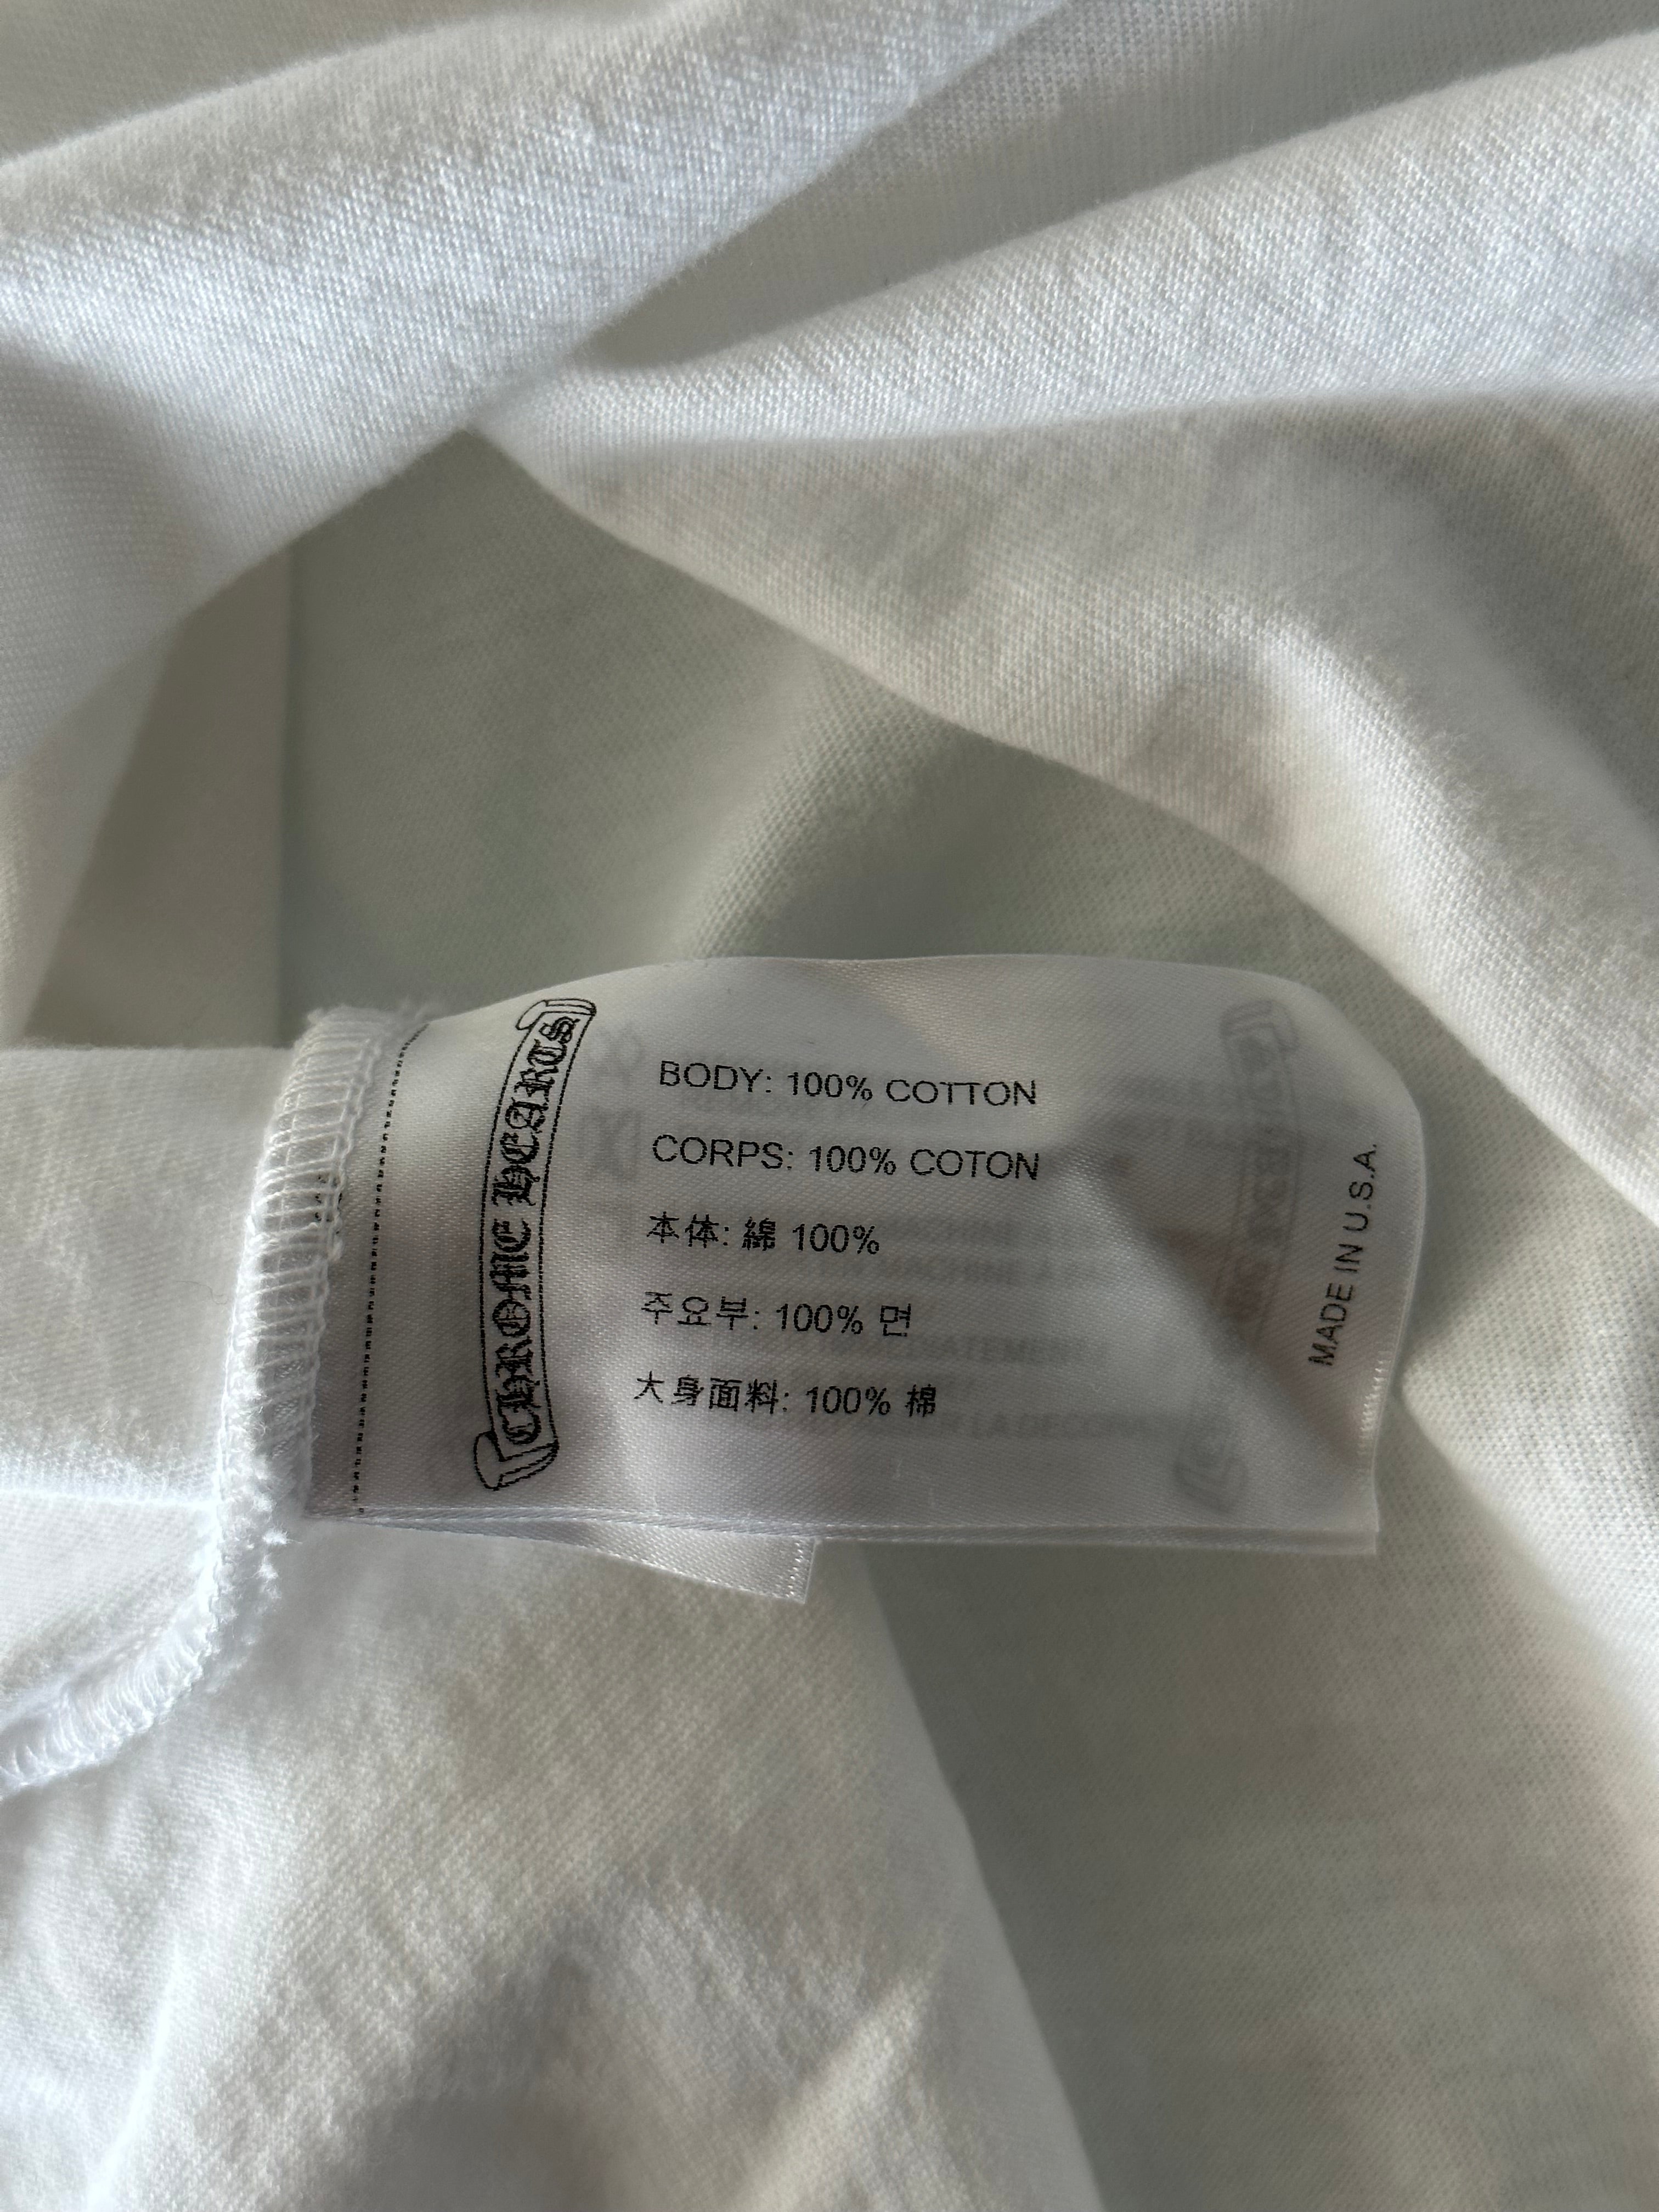 CHROME HEARTS
BODY: 100% COTTON
CORPS: 100% COTON
本体: 綿 100%
주요부: 100% 면
大身面料: 100% 棉
MADE IN U.S.A.